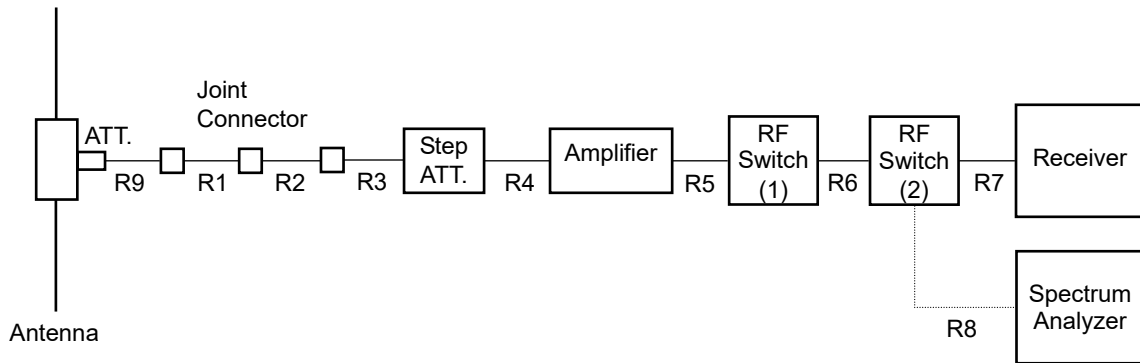 Joint
Connector
ATT.
R9
R1
R2
R3
Step
ATT.
R4
Amplifier
R5
RF
Switch
(1)
R6
RF
Switch
(2)
R7
Receiver
R8
Spectrum
Analyzer
Antenna